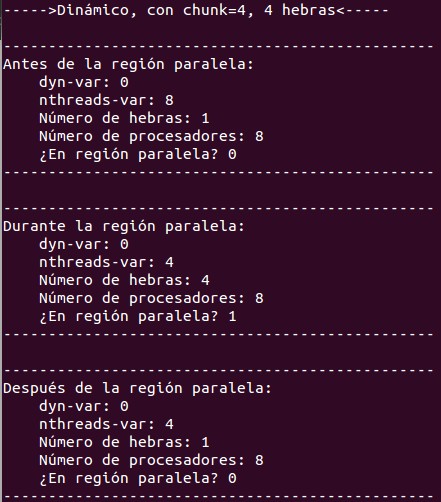 ----->Dinámico, con chunk=4, 4 hebras<-----
------------------------------------------------
Antes de la región paralela:
dyn-var: 0
nthreads-var: 8
Número de hebras: 1
Número de procesadores: 8
¿En región paralela? 0
------------------------------------------------
------------------------------------------------
Durante la región paralela:
dyn-var: 0
nthreads-var: 4
Número de hebras: 4
Número de procesadores: 8
¿En región paralela? 1
------------------------------------------------
------------------------------------------------
Después de la región paralela:
dyn-var: 0
nthreads-var: 4
Número de hebras: 1
Número de procesadores: 8
¿En región paralela? 0
------------------------------------------------